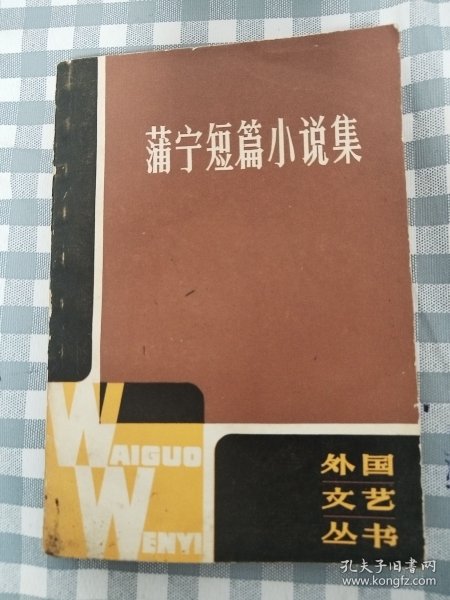 蒲宁短篇小说集
WAIGUO
WENYI
外国
文艺
丛书
孔夫子旧书网
www.kongfz.com